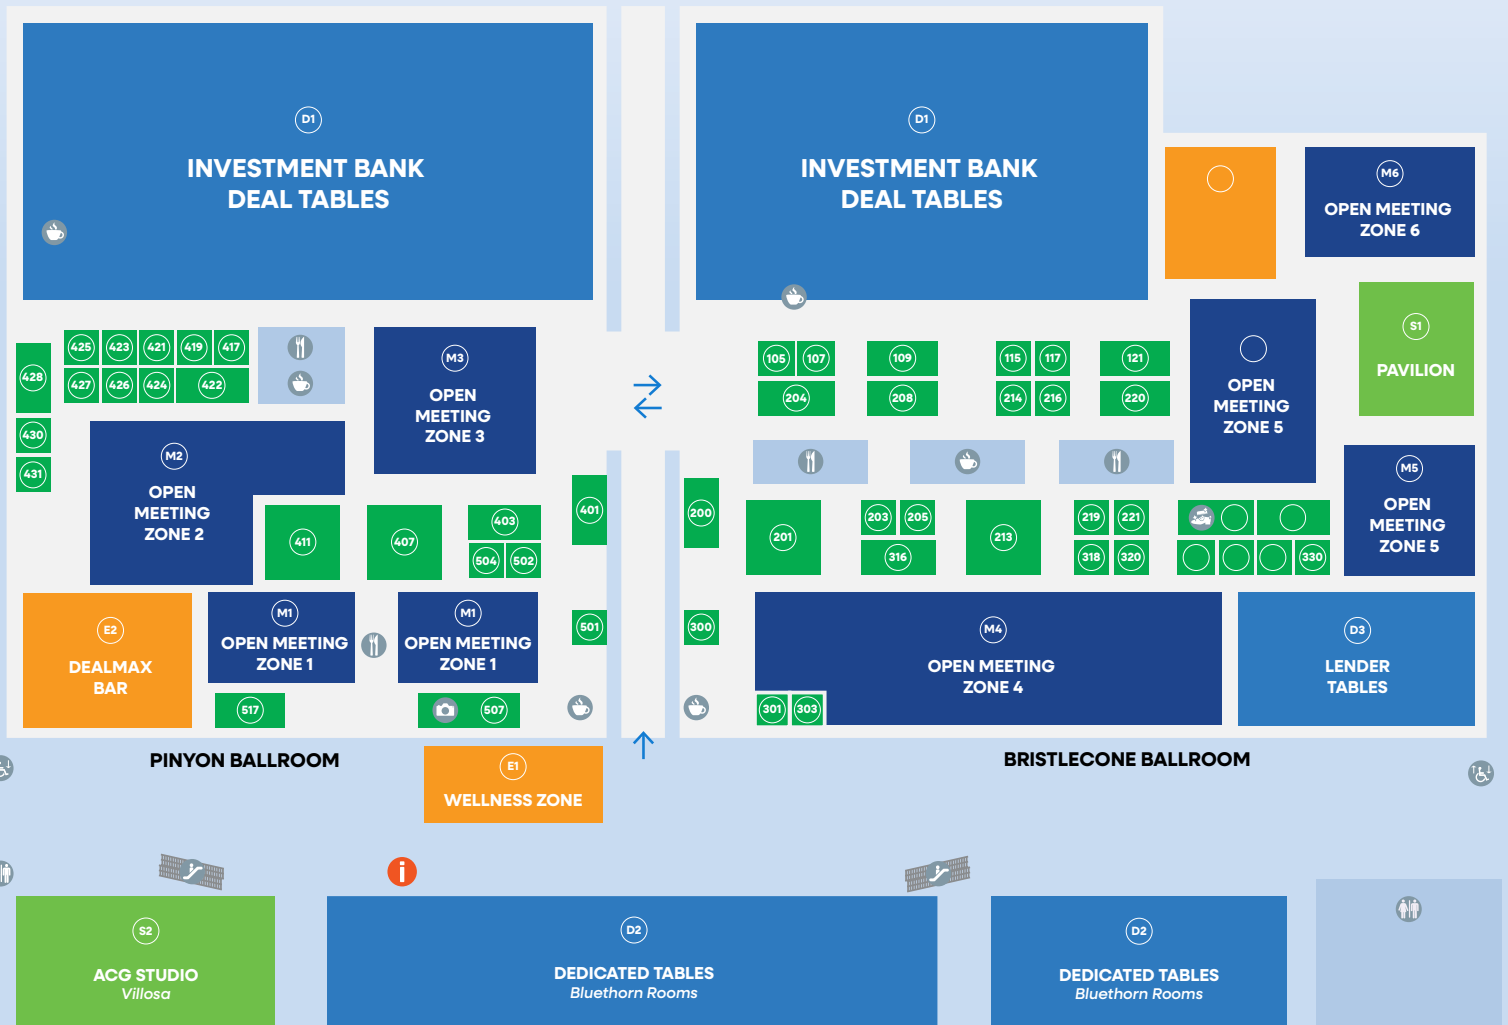 D1
INVESTMENT BANK
DEAL TABLES
D1
INVESTMENT BANK
DEAL TABLES
M6
OPEN MEETING
ZONE 6
S1
PAVILION
425 423 421 419 417
428
427 426 424 422
430
431
M3
OPEN
MEETING
ZONE 3
M2
OPEN
MEETING
ZONE 2
105 107 109 115 117 121
204 208 214 216 220
OPEN
MEETING
ZONE 5
M5
OPEN
MEETING
ZONE 5
411 407 403
504 502
401
501
200
300
201 203 205 213 219 221
316 318 320 330
E2
DEALMAX
BAR
M1
OPEN MEETING
ZONE 1
M1
OPEN MEETING
ZONE 1
517
507
M4
OPEN MEETING
ZONE 4
301 303
D3
LENDER
TABLES
PINYON BALLROOM
BRISTLECONE BALLROOM
E1
WELLNESS ZONE
i
S2
ACG STUDIO
Villosa
D2
DEDICATED TABLES
Bluethorn Rooms
D2
DEDICATED TABLES
Bluethorn Rooms